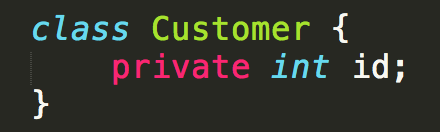 class Customer {
    private int id;
}